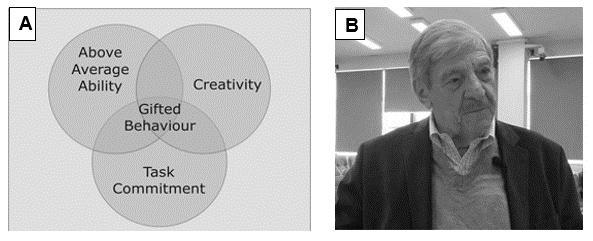 A
Above
Average
Ability
Creativity
Gifted
Behaviour
Task
Commitment
B